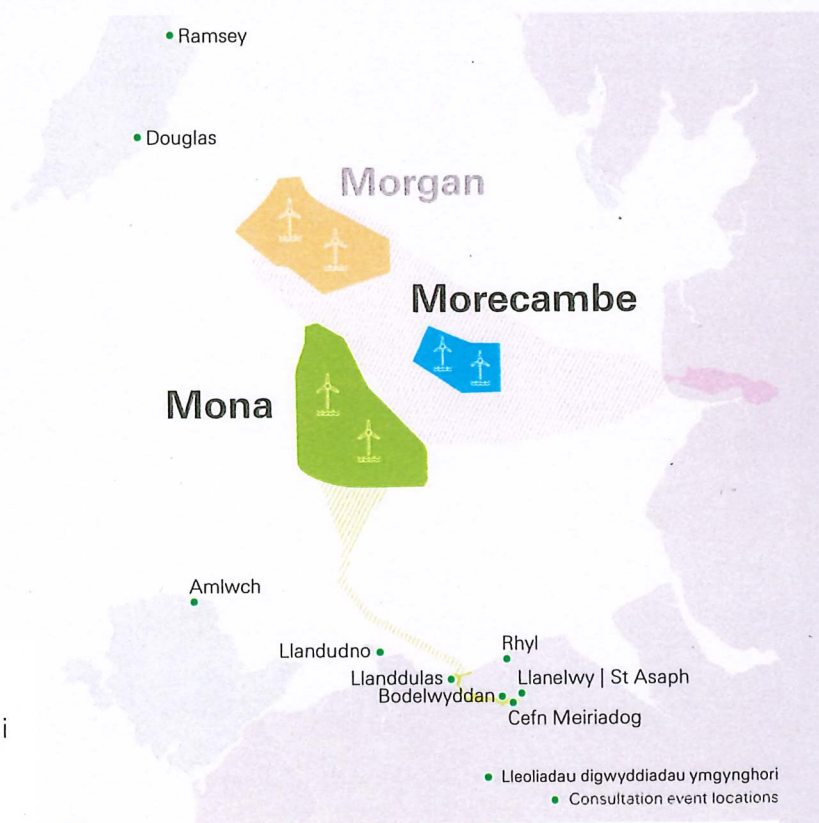 Ramsey
Douglas
Morgan
Morecambe
Mona
Amlwch
Rhyl
Llandudno
Llanddulas
Llanelwy | St Asaph
Bodelwyddan
Cefn Meiriadog
i
Lleoliadau digwyddiadau ymgynghori
Consultation event locations